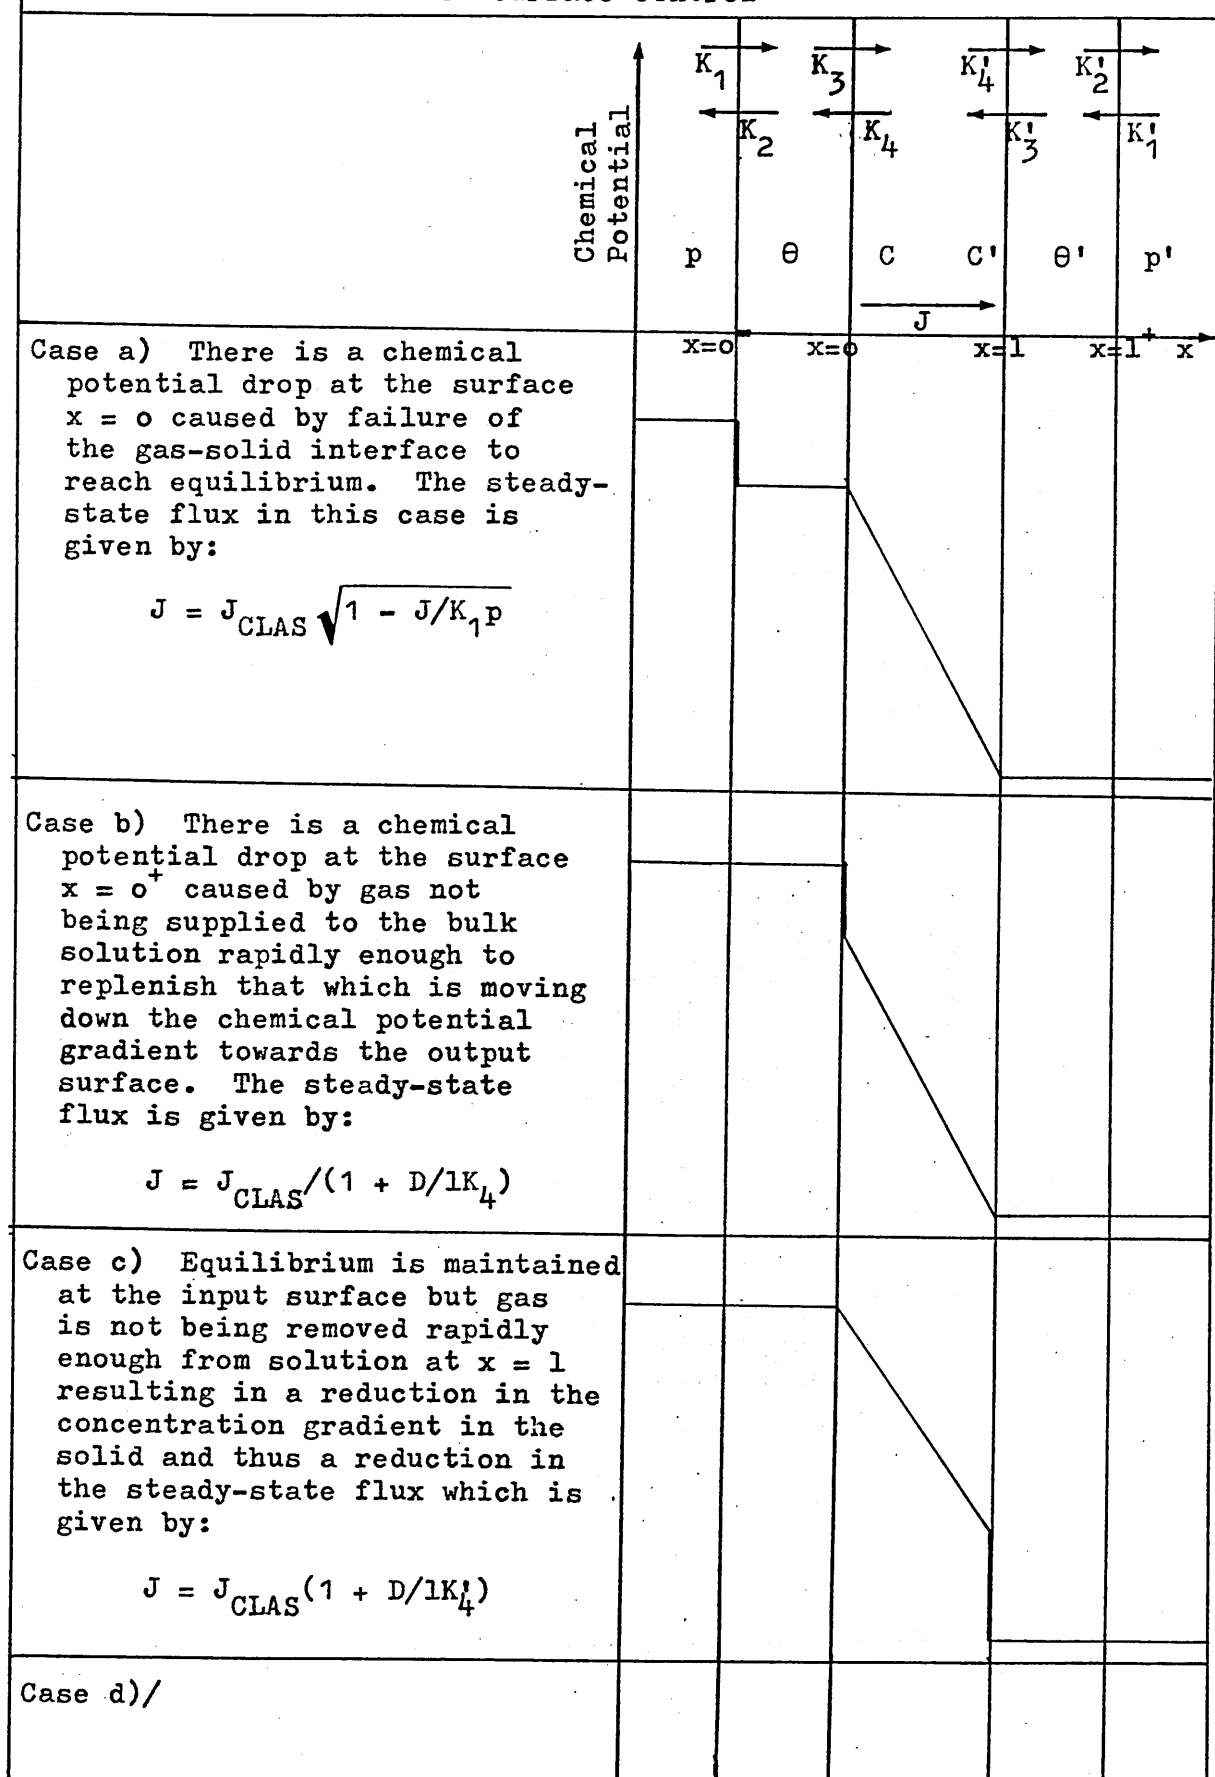 K₁ K₃ K'₄ K'₂
K₂ K₄ K'₃ K'₁
Chemical
Potential
p θ C C' θ' p'
J
x=o x=o x=l x=l⁺ x
Case a) There is a chemical
potential drop at the surface
x = o caused by failure of
the gas-solid interface to
reach equilibrium. The steady-
state flux in this case is
given by:
J = J_CLAS √1 - J/K₁p
Case b) There is a chemical
potential drop at the surface
x = o⁺ caused by gas not
being supplied to the bulk
solution rapidly enough to
replenish that which is moving
down the chemical potential
gradient towards the output
surface. The steady-state
flux is given by:
J = J_CLAS/(1 + D/lK₄)
Case c) Equilibrium is maintained
at the input surface but gas
is not being removed rapidly
enough from solution at x = l
resulting in a reduction in the
concentration gradient in the
solid and thus a reduction in
the steady-state flux which is
given by:
J = J_CLAS(1 + D/lK'₄)
Case d)/